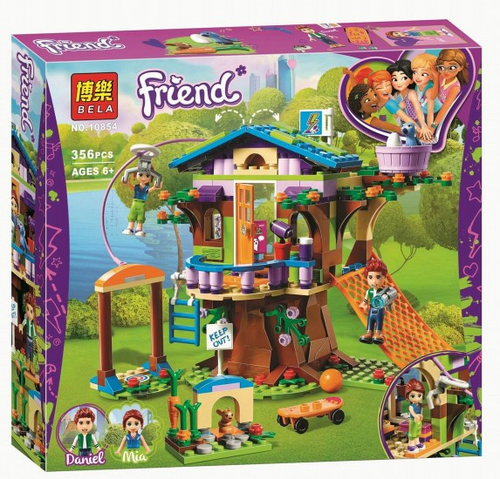 博樂
BELA
NO.10854
Friend
356PCS
AGES 6+
KEEP
OUT!
Daniel
Mia